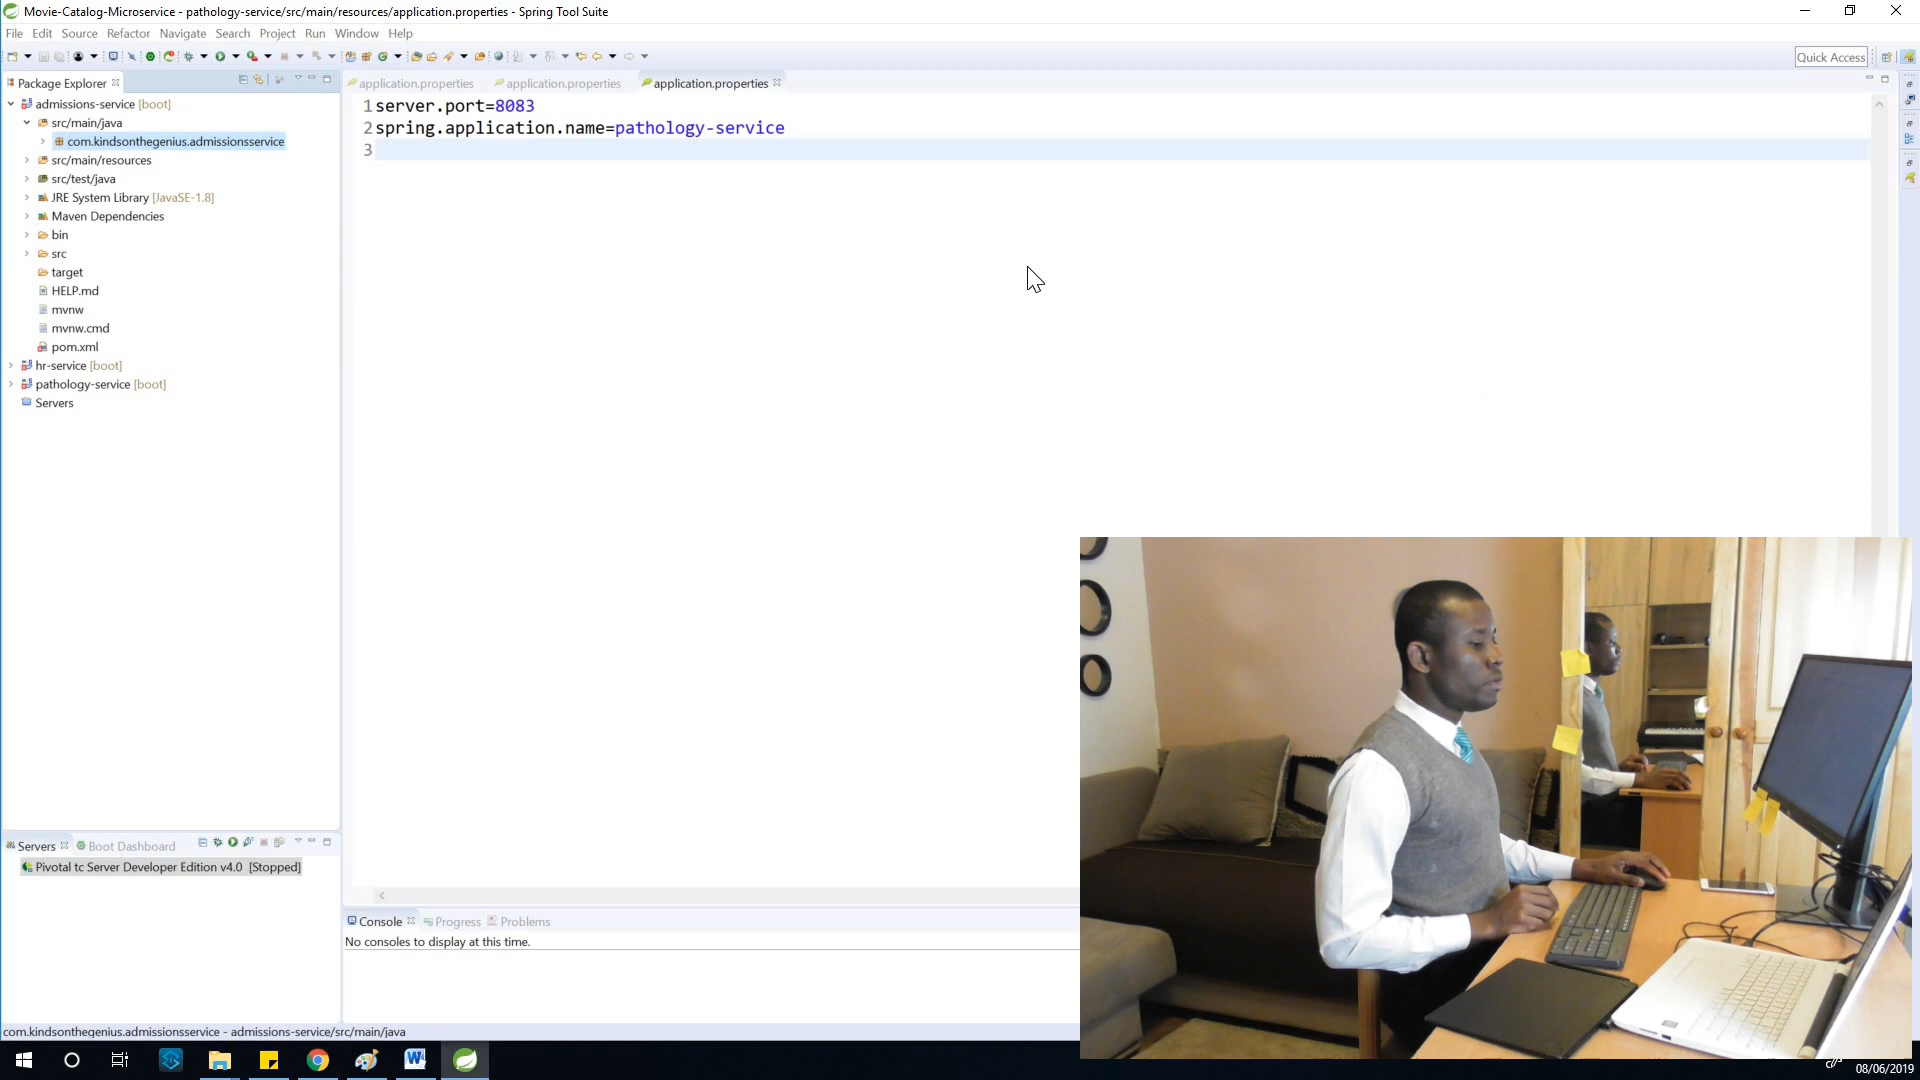 Movie-Catalog-Microservice - pathology-service/src/main/resources/application.properties - Spring Tool Suite
File Edit Source Refactor Navigate Search Project Run Window Help
Quick Access
Package Explorer
application.properties application.properties application.properties
admissions-service [boot]
src/main/java
com.kindsonthegenius.admissionsservice
src/main/resources
src/test/java
JRE System Library [JavaSE-1.8]
Maven Dependencies
bin
src
target
HELP.md
mvnw
mvnw.cmd
pom.xml
hr-service [boot]
pathology-service [boot]
Servers
1 server.port=8083
2 spring.application.name=pathology-service
3
Servers Boot Dashboard
Pivotal tc Server Developer Edition v4.0 [Stopped]
Console Progress Problems
No consoles to display at this time.
com.kindsonthegenius.admissionsservice - admissions-service/src/main/java
08/06/2019